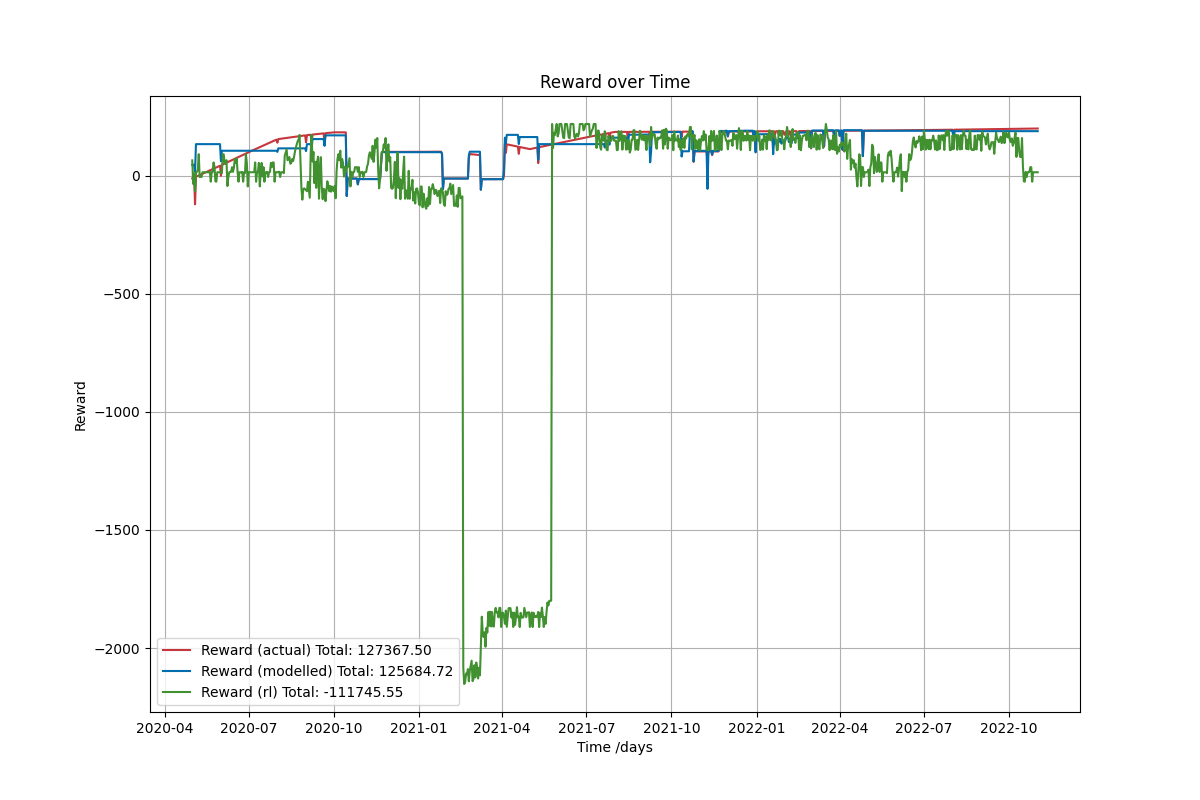 Reward over Time
Reward
0
−500
−1000
−1500
−2000
Reward (actual) Total: 127367.50
Reward (modelled) Total: 125684.72
Reward (rl) Total: -111745.55
2020-04 2020-07 2020-10 2021-01 2021-04 2021-07 2021-10 2022-01 2022-04 2022-07 2022-10
Time /days